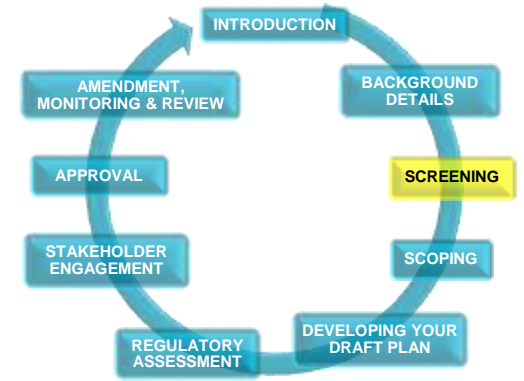 INTRODUCTION
BACKGROUND
DETAILS
SCREENING
SCOPING
DEVELOPING YOUR
DRAFT PLAN
REGULATORY
ASSESSMENT
STAKEHOLDER
ENGAGEMENT
APPROVAL
AMENDMENT,
MONITORING & REVIEW